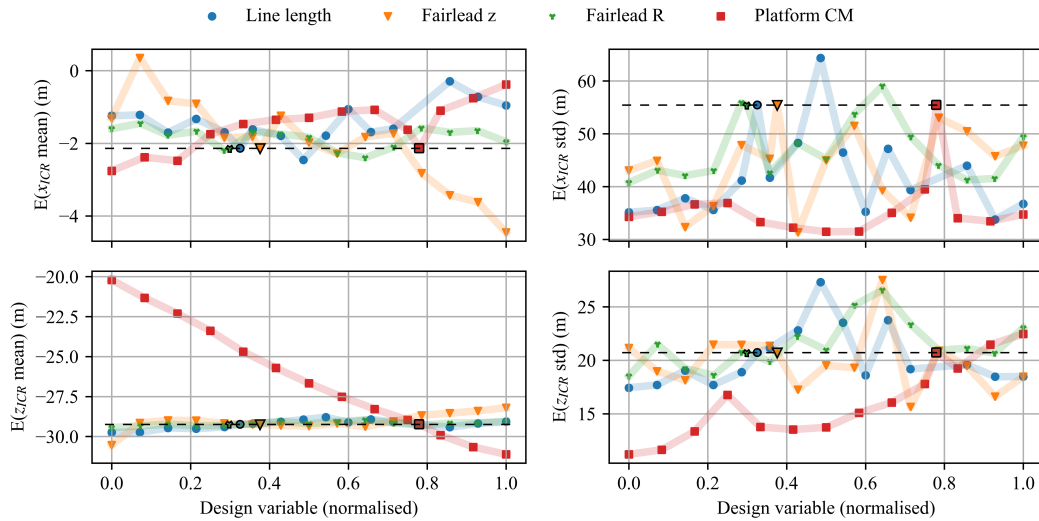 Line length Fairlead z Fairlead R Platform CM
E(x_ICR mean) (m)
0
−2
−4
E(x_ICR std) (m)
60
50
40
30
E(z_ICR mean) (m)
−20.0
−22.5
−25.0
−27.5
−30.0
0.0 0.2 0.4 0.6 0.8 1.0
Design variable (normalised)
E(z_ICR std) (m)
25
20
15
0.0 0.2 0.4 0.6 0.8 1.0
Design variable (normalised)